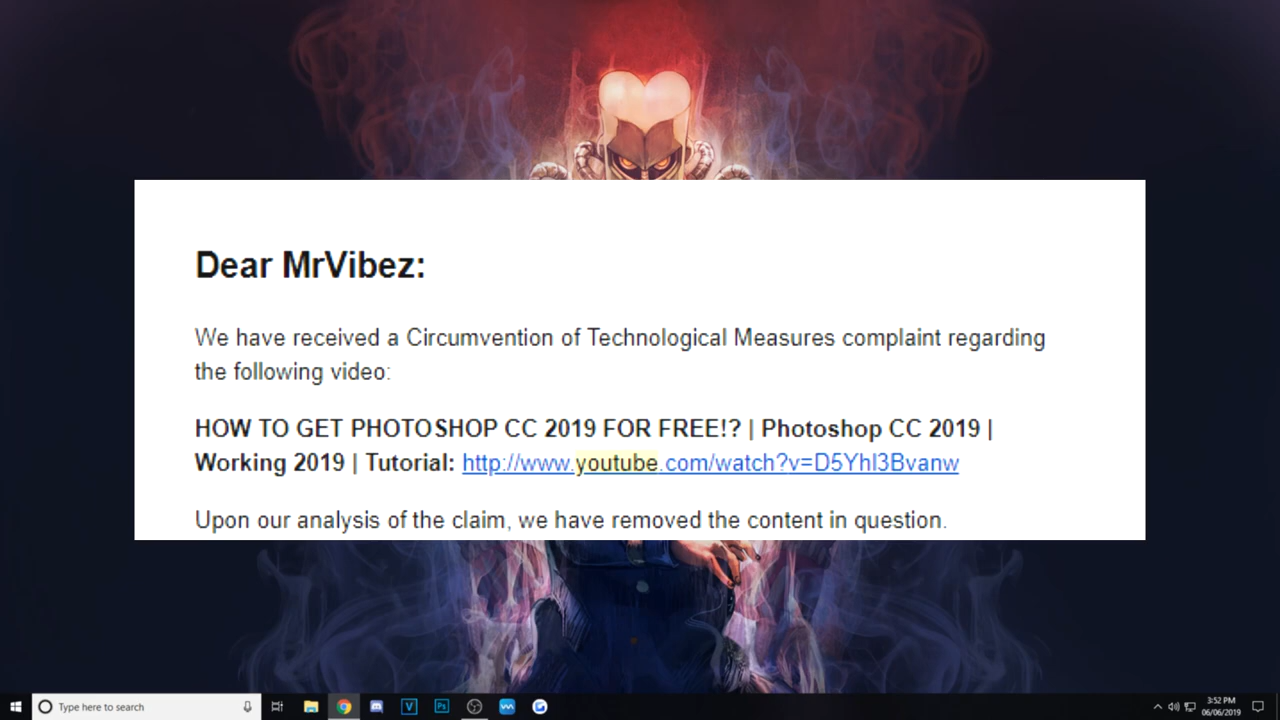 Dear MrVibez:
We have received a Circumvention of Technological Measures complaint regarding
the following video:
HOW TO GET PHOTOSHOP CC 2019 FOR FREE!? | Photoshop CC 2019 |
Working 2019 | Tutorial: http://www.youtube.com/watch?v=D5Yhl3Bvanw
Upon our analysis of the claim, we have removed the content in question.
Type here to search
V
Ps
3:52 PM
06/06/2019